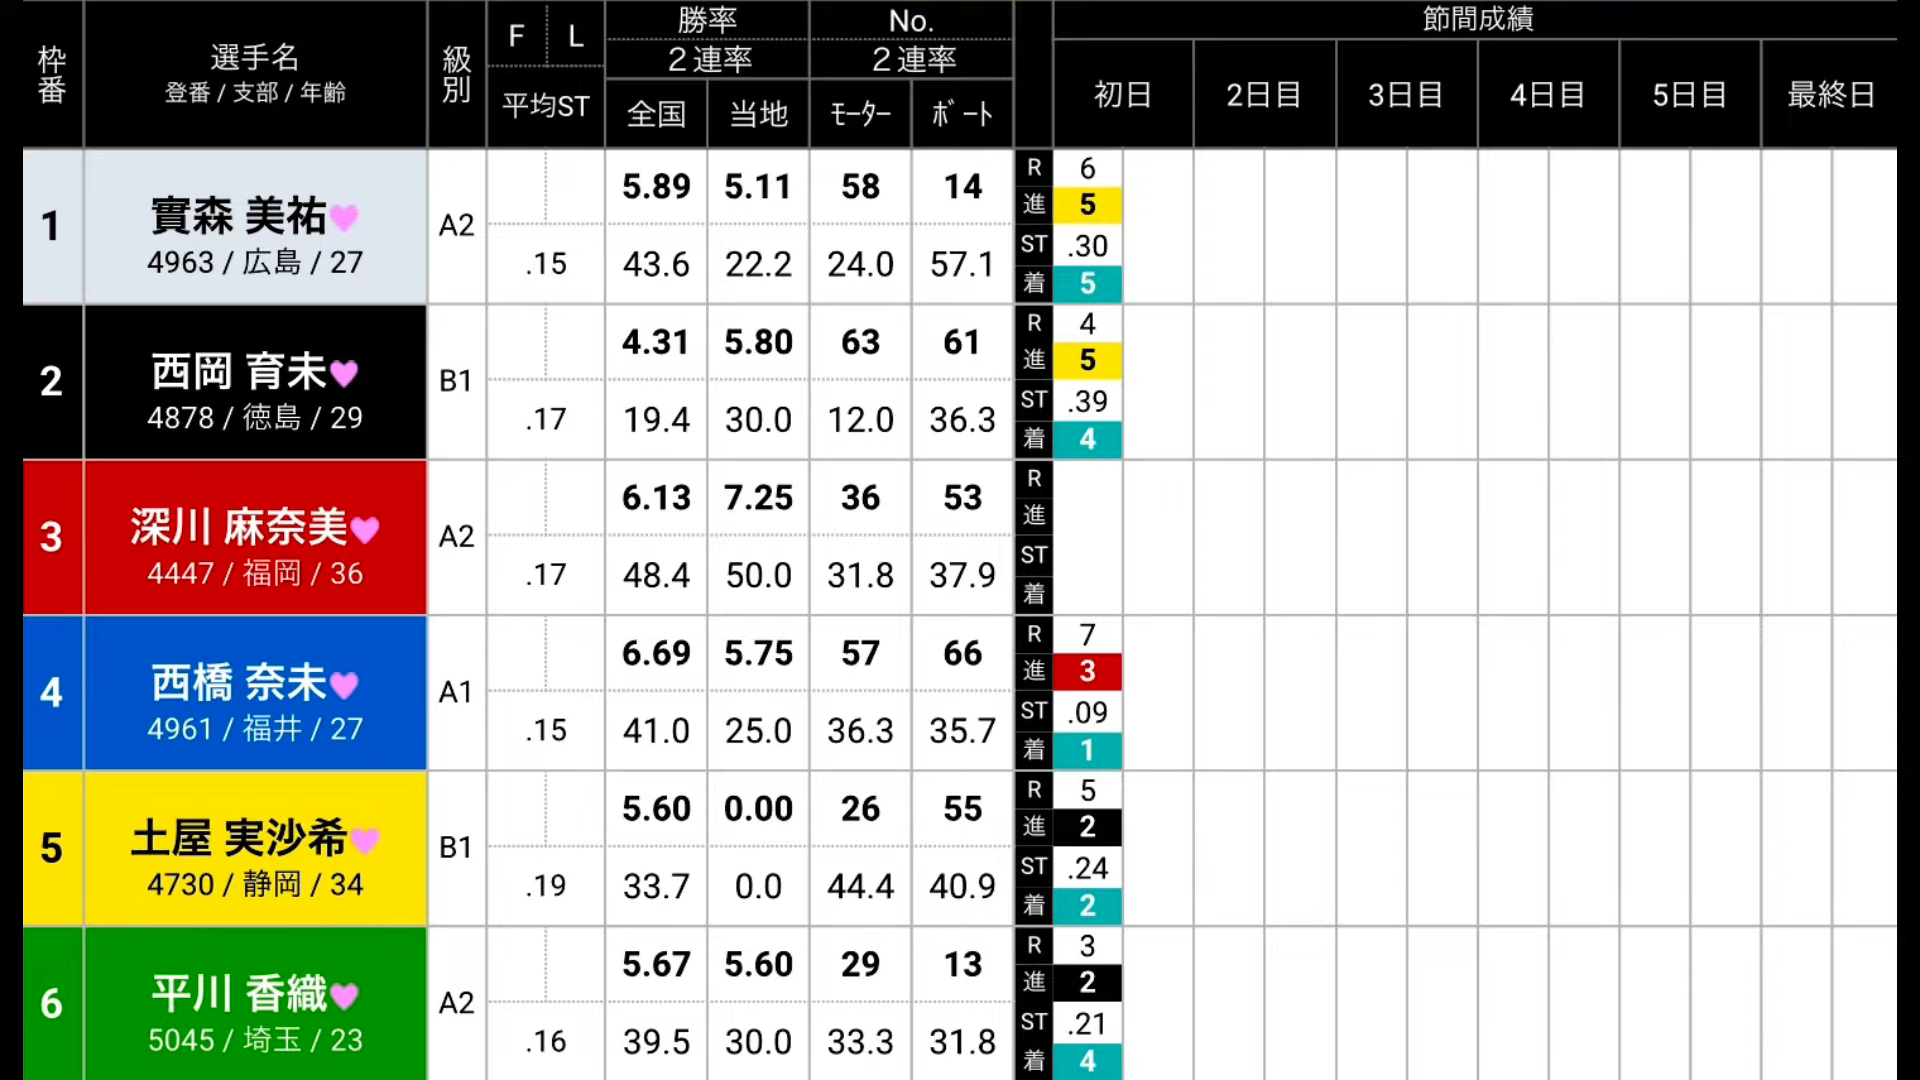 枠番 選手名 登番 / 支部 / 年齢 級別 F L 平均ST 勝率 2連率 全国 当地 No. 2連率 ﾓｰﾀｰ ﾎﾞｰﾄ 節間成績
初日 2日目 3日目 4日目 5日目 最終日
1 實森 美祐 A2 5.89 5.11 58 14 R 6
4963 / 広島 / 27 .15 43.6 22.2 24.0 57.1 進 5
ST .30
着 5
2 西岡 育未 B1 4.31 5.80 63 61 R 4
4878 / 徳島 / 29 .17 19.4 30.0 12.0 36.3 進 5
ST .39
着 4
3 深川 麻奈美 A2 6.13 7.25 36 53 R
4447 / 福岡 / 36 .17 48.4 50.0 31.8 37.9 進
ST
着
4 西橋 奈未 A1 6.69 5.75 57 66 R 7
4961 / 福井 / 27 .15 41.0 25.0 36.3 35.7 進 3
ST .09
着 1
5 土屋 実沙希 B1 5.60 0.00 26 55 R 5
4730 / 静岡 / 34 .19 33.7 0.0 44.4 40.9 進 2
ST .24
着 2
6 平川 香織 A2 5.67 5.60 29 13 R 3
5045 / 埼玉 / 23 .16 39.5 30.0 33.3 31.8 進 2
ST .21
着 4